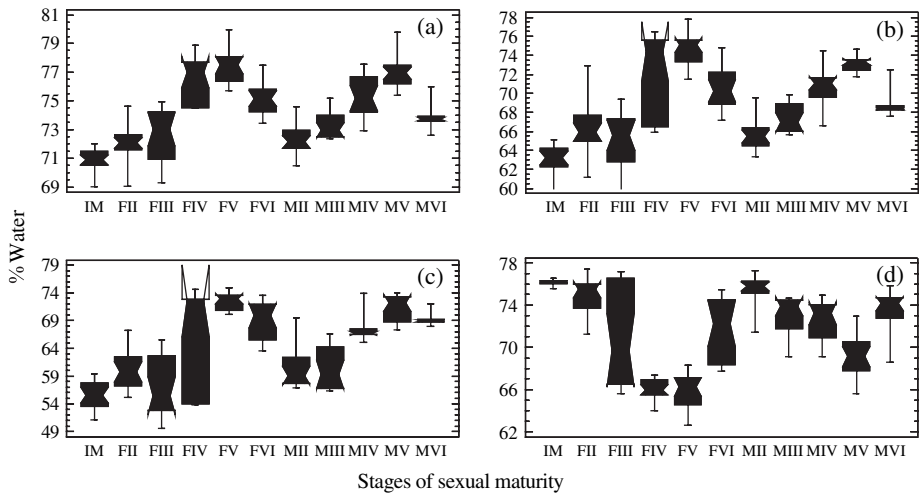 (a)
81
79
77
75
73
71
69
IM FII FIII FIV FV FVI MII MIII MIV MV MVI
(b)
78
76
74
72
70
68
66
64
62
60
IM FII FIII FIV FV FVI MII MIII MIV MV MVI
% Water
(c)
79
74
69
64
59
54
49
IM FII FIII FIV FV FVI MII MIII MIV MV MVI
(d)
78
74
70
66
62
IM FII FIII FIV FV FVI MII MIII MIV MV MVI
Stages of sexual maturity